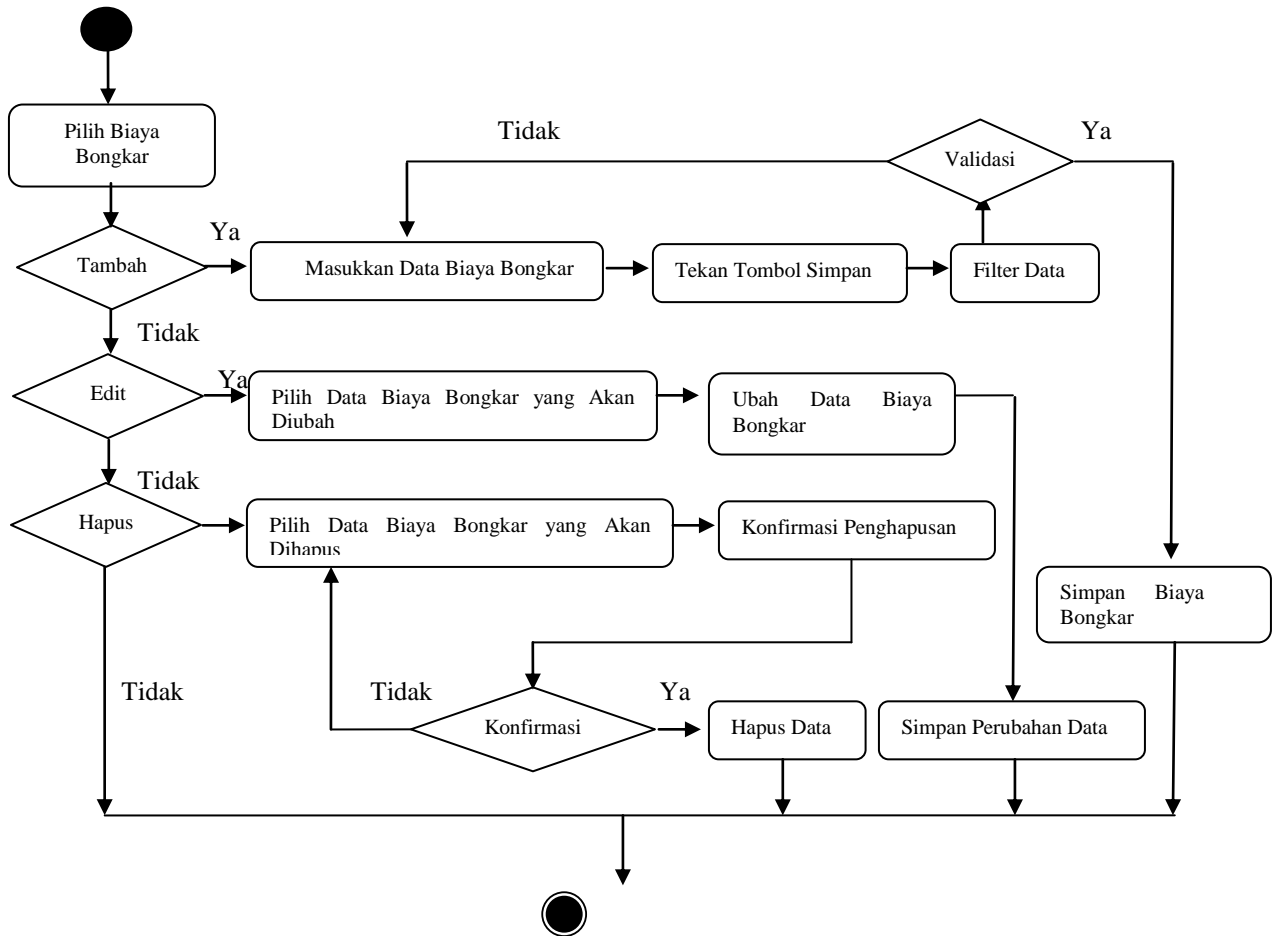 Pilih Biaya
Bongkar
Tidak
Validasi
Ya
Tambah
Ya
Masukkan Data Biaya Bongkar
Tekan Tombol Simpan
Filter Data
Tidak
Edit
Ya
Pilih Data Biaya Bongkar yang Akan
Diubah
Ubah Data Biaya
Bongkar
Tidak
Hapus
Pilih Data Biaya Bongkar yang Akan
Dihapus
Konfirmasi Penghapusan
Simpan Biaya
Bongkar
Tidak
Tidak
Konfirmasi
Ya
Hapus Data
Simpan Perubahan Data